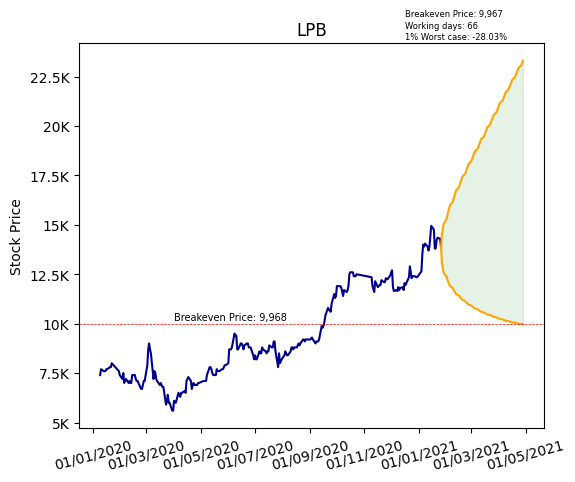 Breakeven Price: 9,967
Working days: 66
1% Worst case: -28.03%
LPB
Stock Price
22.5K
20K
17.5K
15K
12.5K
10K
7.5K
5K
Breakeven Price: 9,968
01/01/2020
01/03/2020
01/05/2020
01/07/2020
01/09/2020
01/11/2020
01/01/2021
01/03/2021
01/05/2021